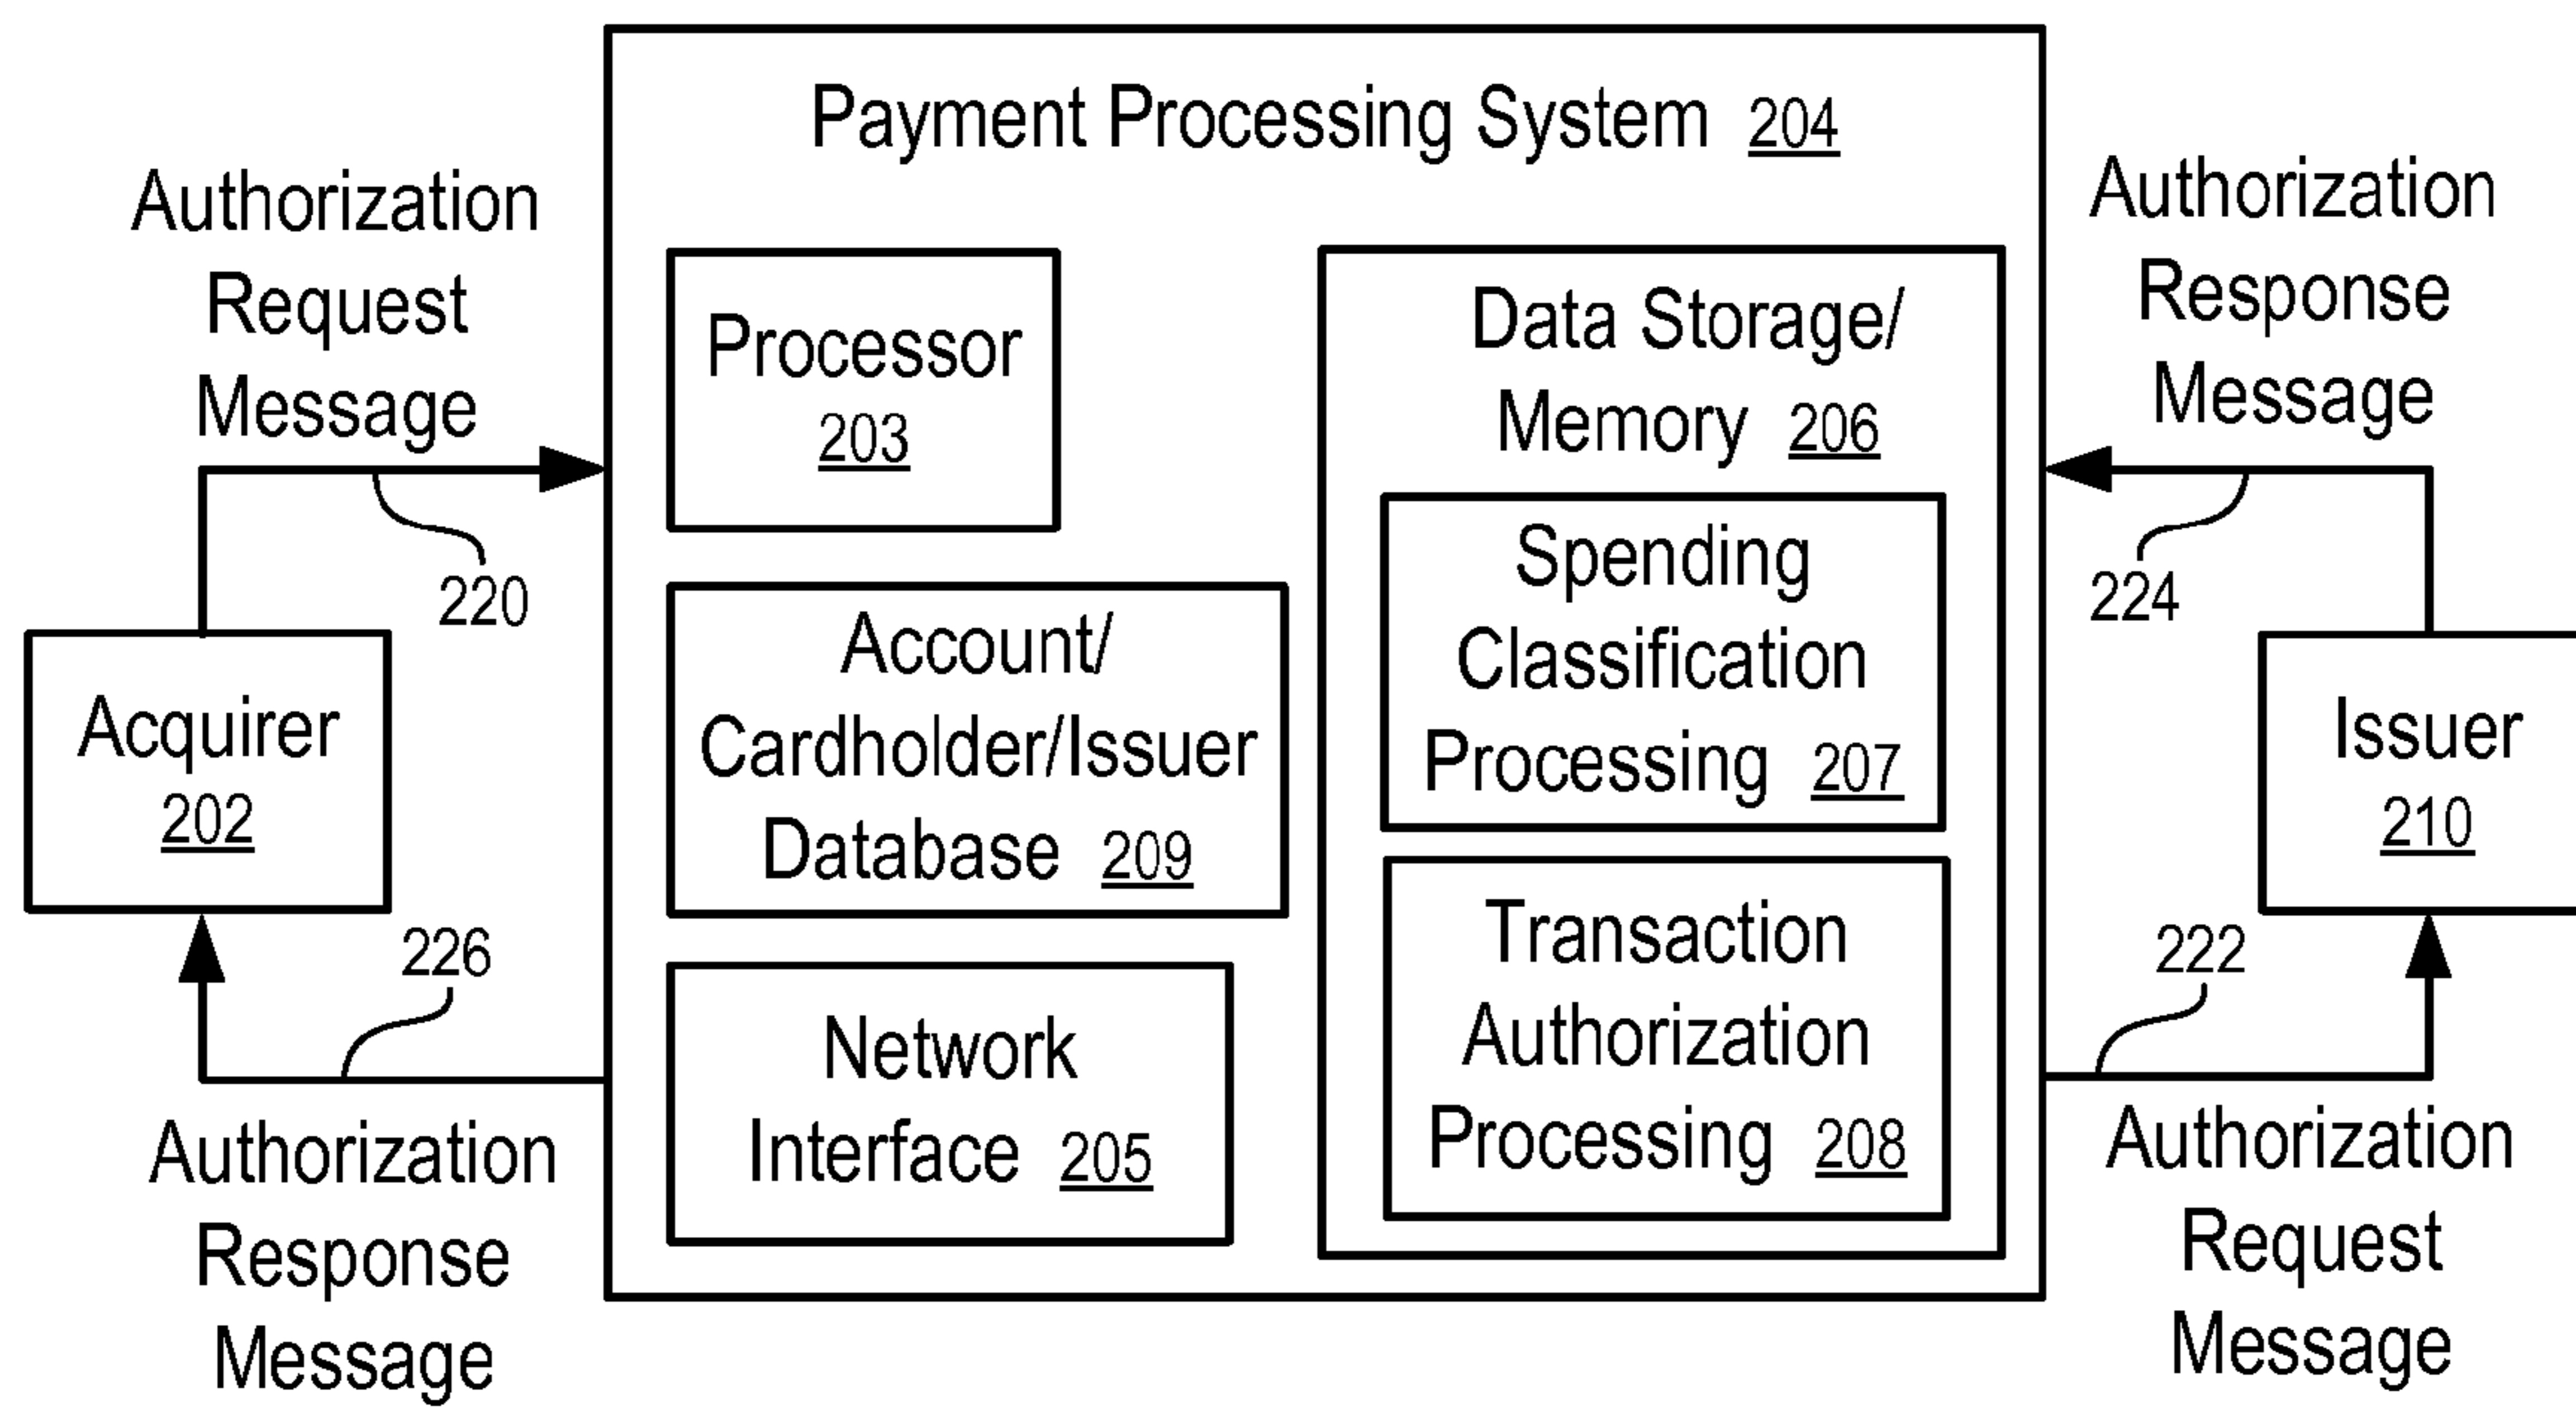 Payment Processing System 204
Authorization
Request
Message
220
Acquirer
202
226
Authorization
Response
Message
Processor
203
Account/
Cardholder/Issuer
Database 209
Network
Interface 205
Data Storage/
Memory 206
Spending
Classification
Processing 207
Transaction
Authorization
Processing 208
Authorization
Response
Message
224
Issuer
210
222
Authorization
Request
Message